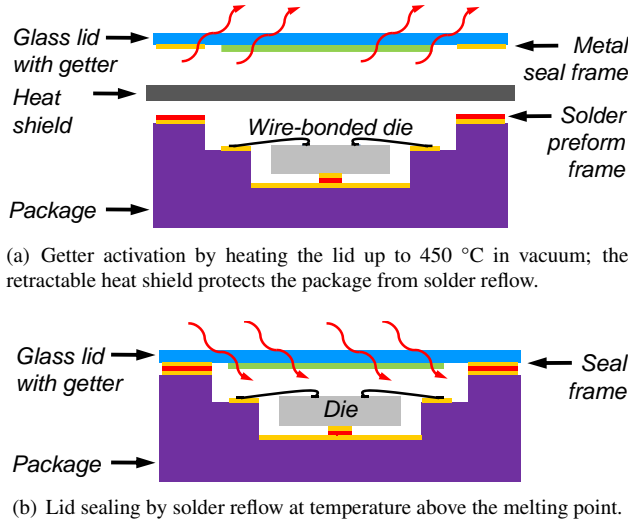 Glass lid
with getter
Metal
seal frame
Heat
shield
Solder
preform
frame
Wire-bonded die
Package
(a) Getter activation by heating the lid up to 450 °C in vacuum; the
retractable heat shield protects the package from solder reflow.
Glass lid
with getter
Seal
frame
Die
Package
(b) Lid sealing by solder reflow at temperature above the melting point.